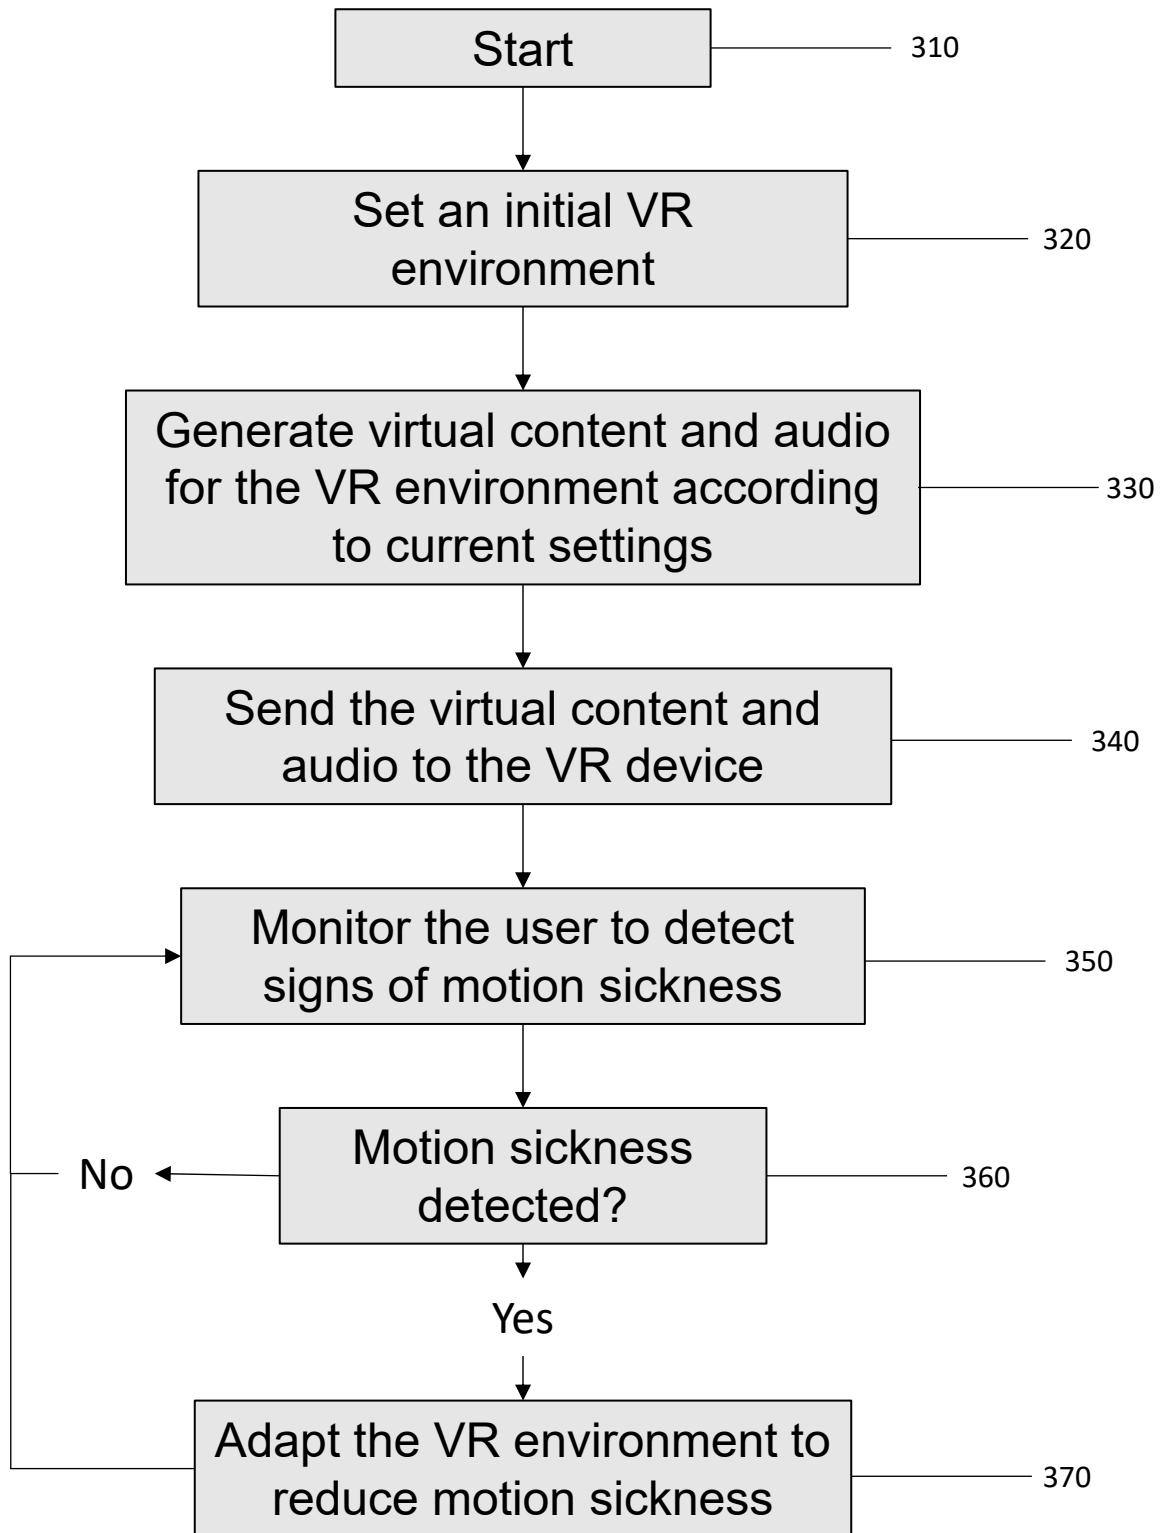 Start
310
Set an initial VR
environment
320
Generate virtual content and audio
for the VR environment according
to current settings
330
Send the virtual content and
audio to the VR device
340
Monitor the user to detect
signs of motion sickness
350
Motion sickness
detected?
360
No
Yes
Adapt the VR environment to
reduce motion sickness
370